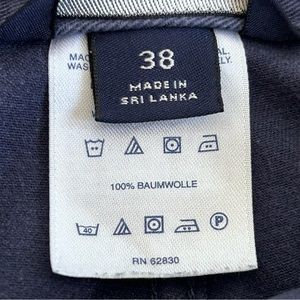 38
MADE IN
SRI LANKA
100% BAUMWOLLE
40
P
RN 62830